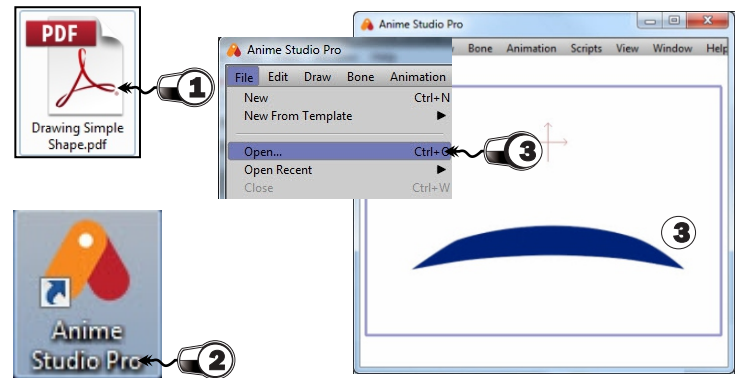 PDF
Drawing Simple
Shape.pdf
1
Anime Studio Pro
File Edit Draw Bone Animation
New Ctrl+N
New From Template
Open... Ctrl+
Open Recent
Close Ctrl+W
3
Anime Studio Pro
Bone Animation Scripts View Window Help
3
Anime
Studio Pro
2